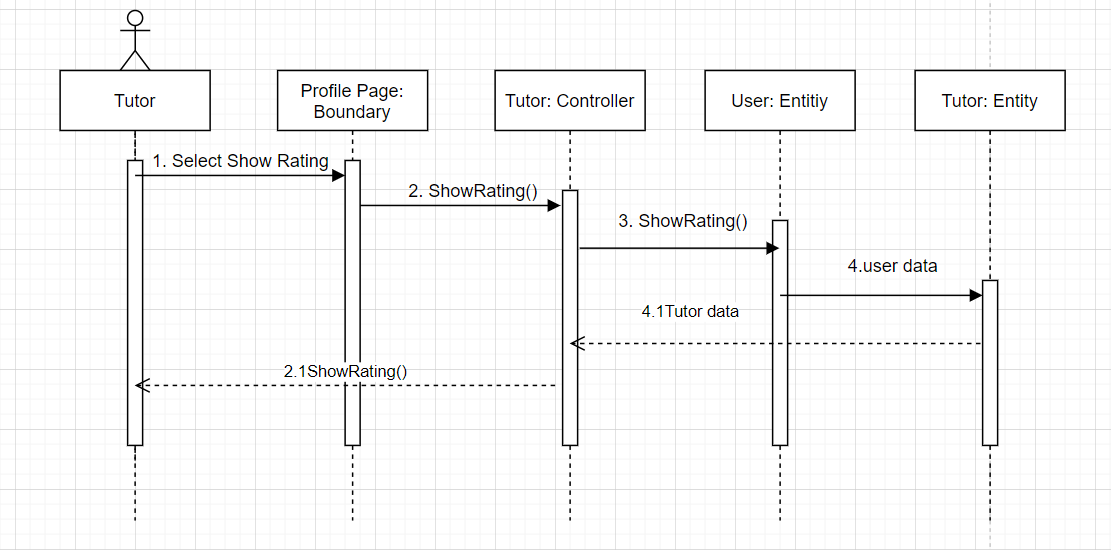 Tutor
Profile Page:
Boundary
Tutor: Controller
User: Entitiy
Tutor: Entity
1. Select Show Rating
2. ShowRating()
3. ShowRating()
4.user data
4.1Tutor data
2.1ShowRating()